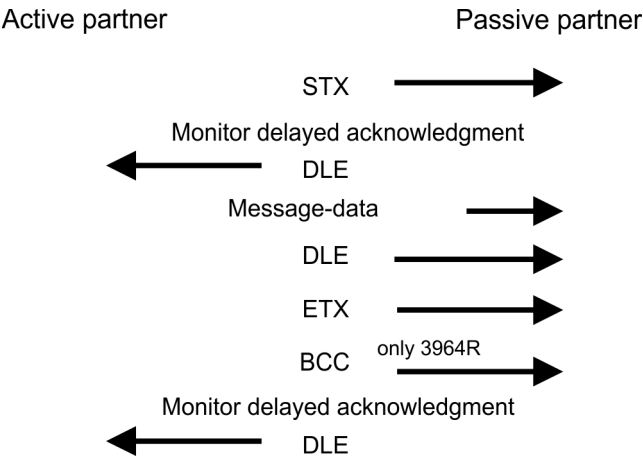 Active partner
Passive partner
STX
Monitor delayed acknowledgment
DLE
Message-data
DLE
ETX
BCC
only 3964R
Monitor delayed acknowledgment
DLE